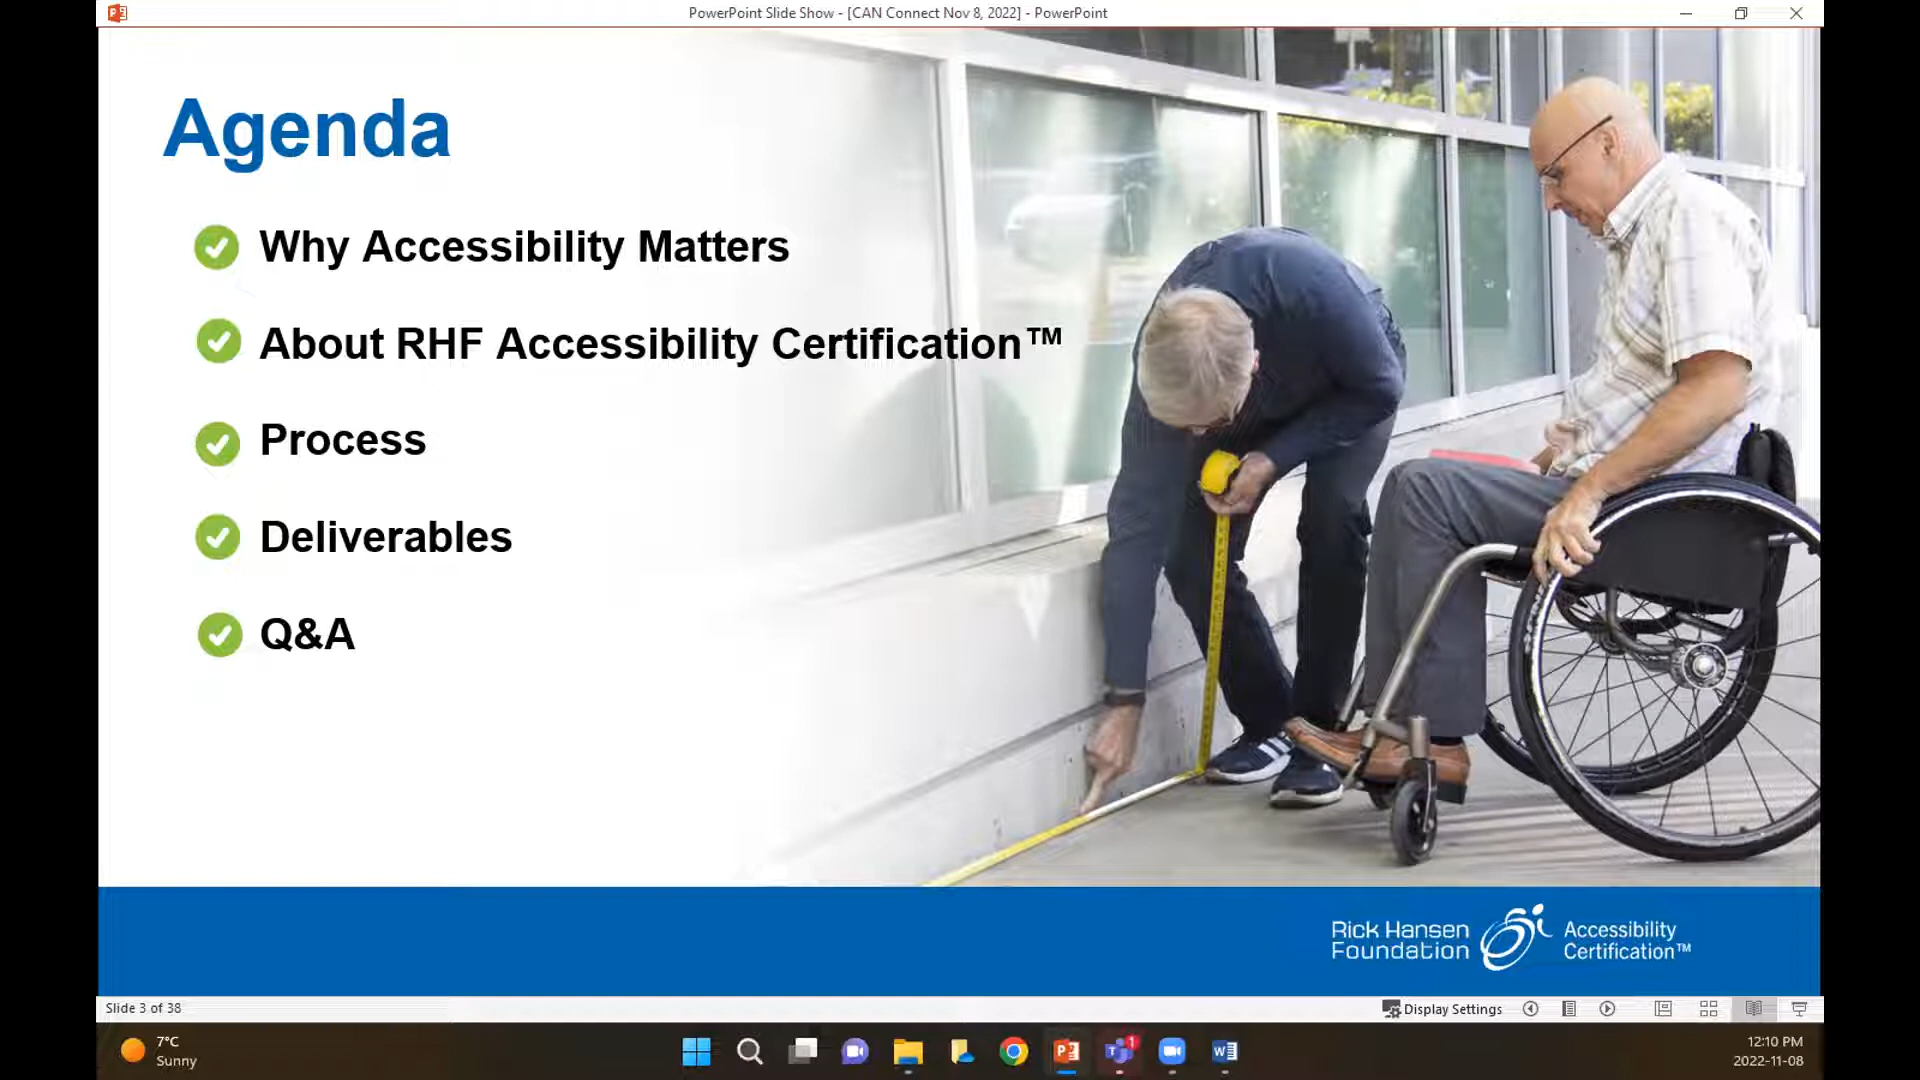 PowerPoint Slide Show - [CAN Connect Nov 8, 2022] - PowerPoint
Agenda
Why Accessibility Matters
About RHF Accessibility Certification™
Process
Deliverables
Q&A
Rick Hansen
Foundation
Accessibility
Certification™
Slide 3 of 38
Display Settings
7°C
Sunny
1
12:10 PM
2022-11-08